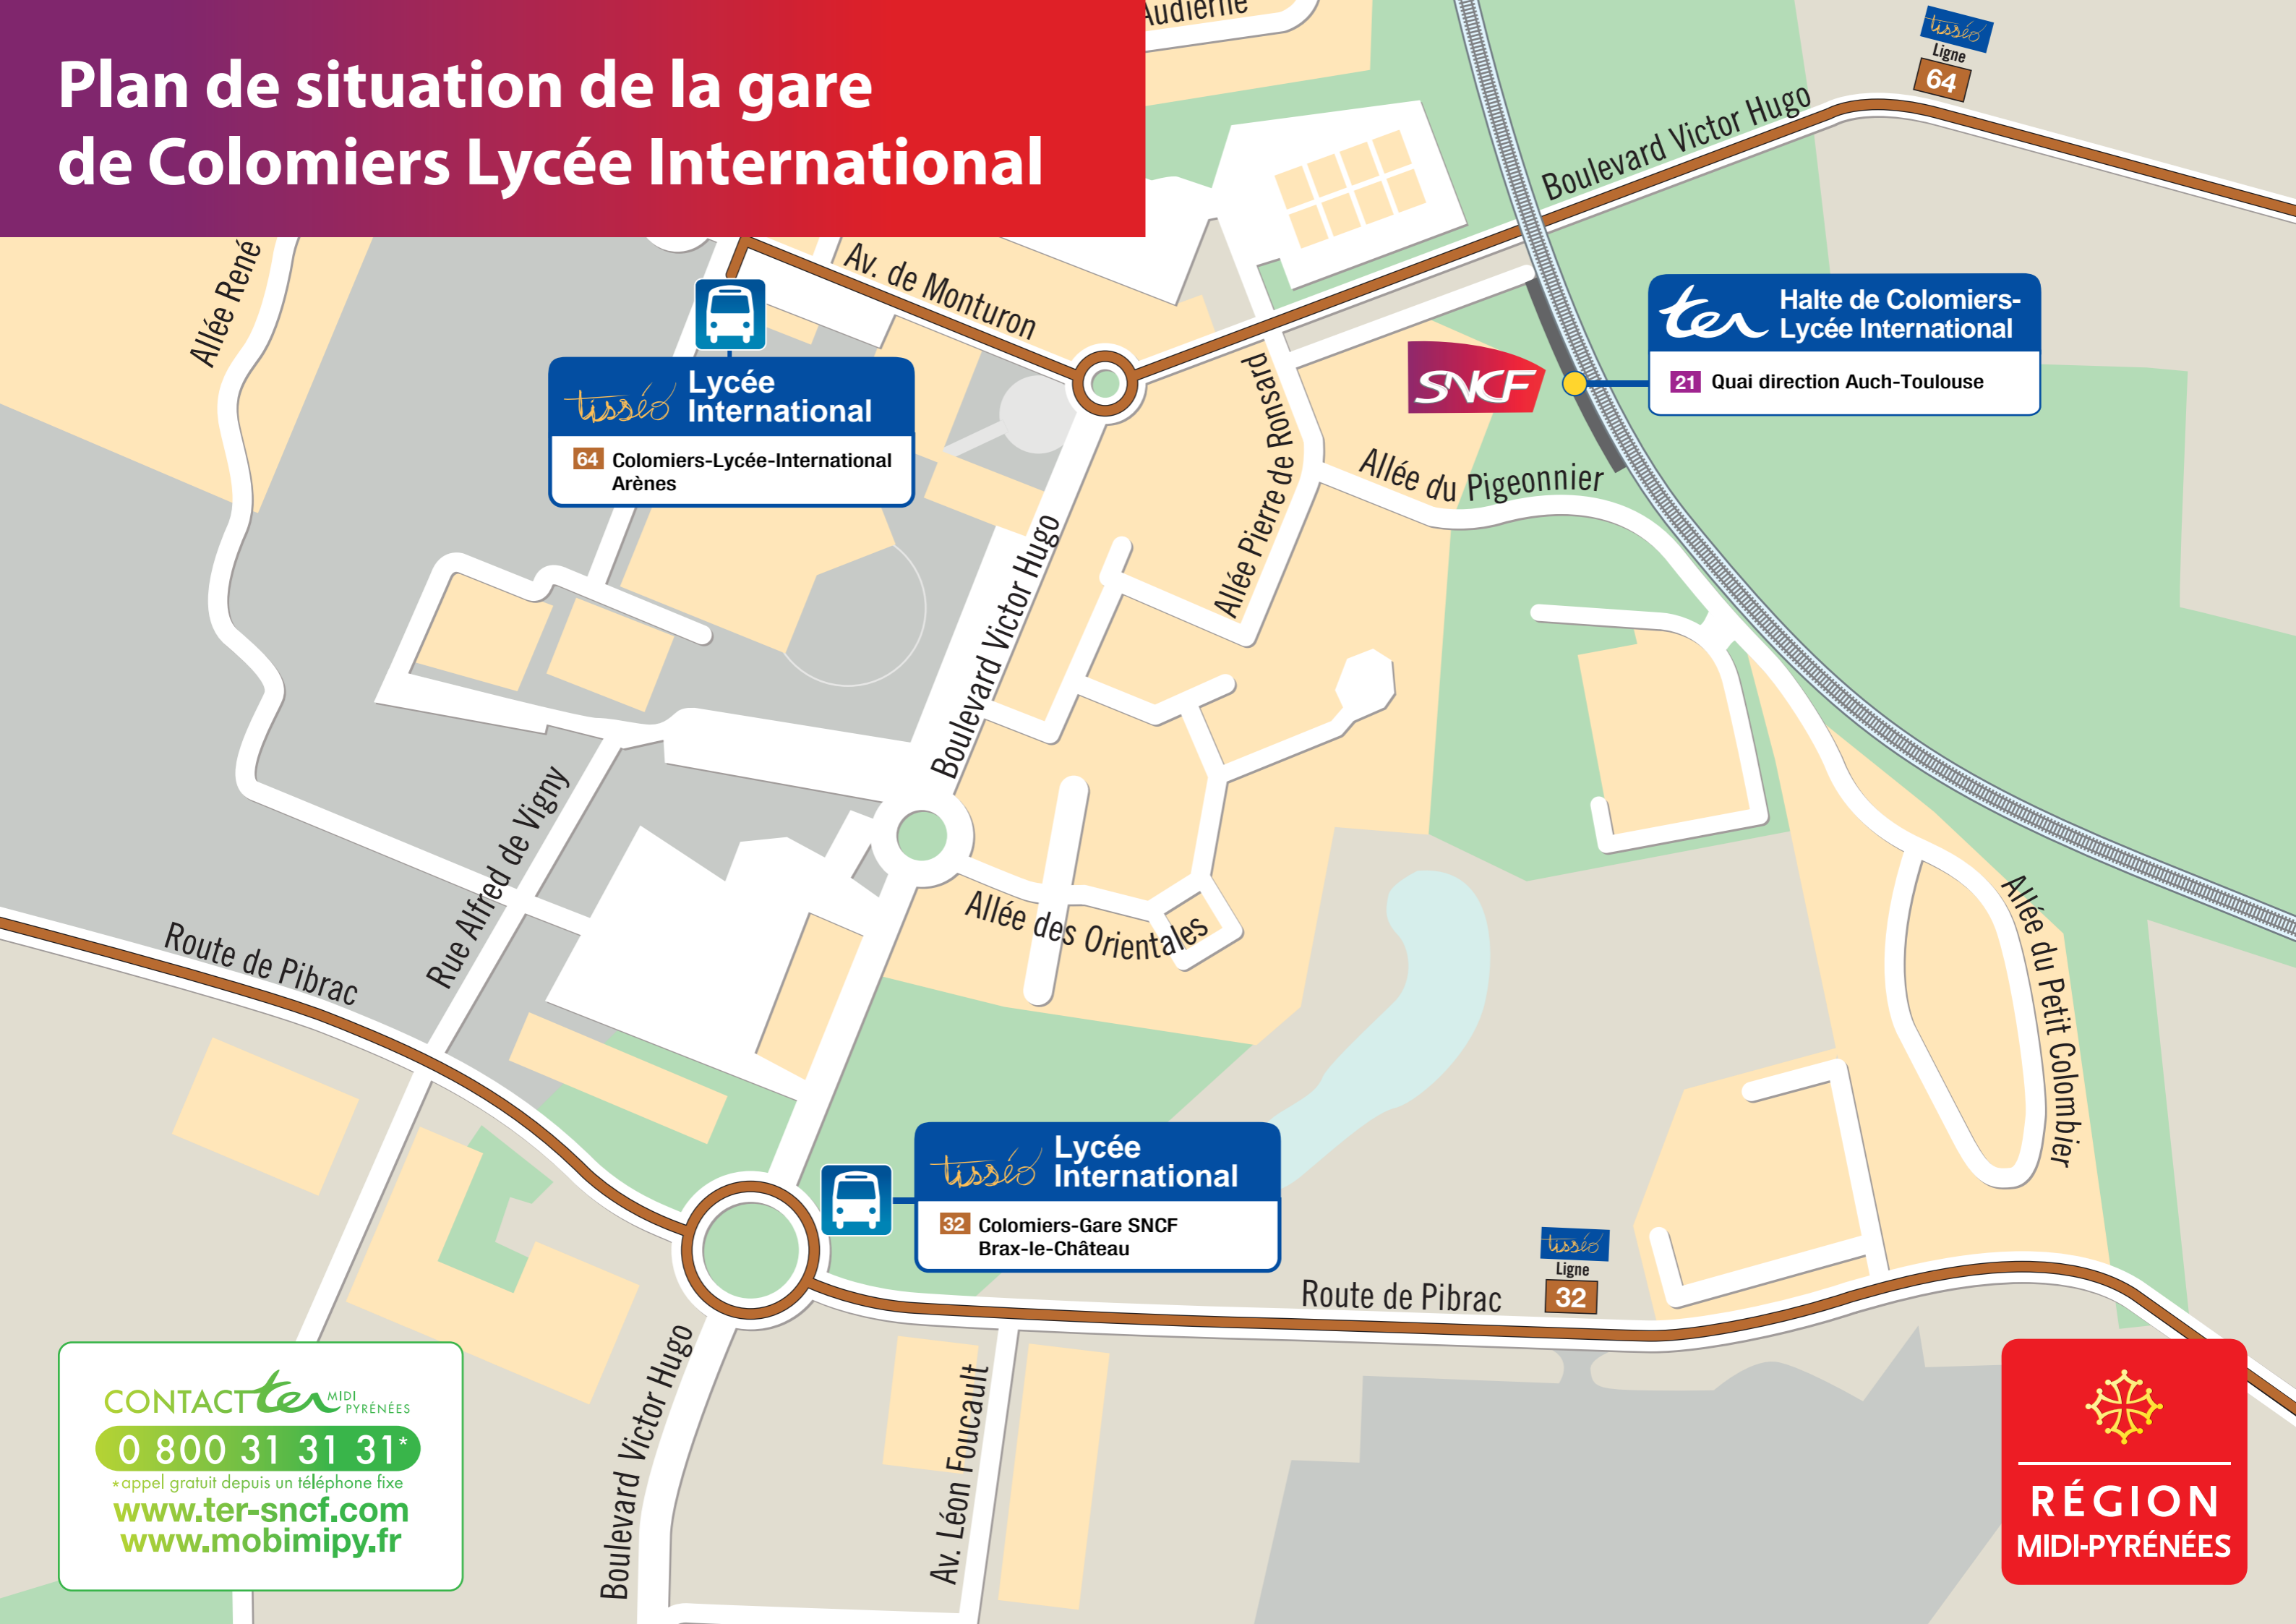 Plan de situation de la gare
de Colomiers Lycée International
Audierne
tisséo
Ligne
64
Boulevard Victor Hugo
Allée René
Av. de Monturon
ter
Halte de Colomiers-
Lycée International
21 Quai direction Auch-Toulouse
SNCF
tisséo
Lycée
International
64 Colomiers-Lycée-International
Arènes
Allée Pierre de Ronsard
Allée du Pigeonnier
Boulevard Victor Hugo
Rue Alfred de Vigny
Allée des Orientales
Route de Pibrac
Allée du Petit Colombier
tisséo
Lycée
International
32 Colomiers-Gare SNCF
Brax-le-Château
tisséo
Ligne
32
Route de Pibrac
Boulevard Victor Hugo
Av. Léon Foucault
CONTACT ter MIDI
PYRÉNÉES
0 800 31 31 31*
*appel gratuit depuis un téléphone fixe
www.ter-sncf.com
www.mobimipy.fr
RÉGION
MIDI-PYRÉNÉES